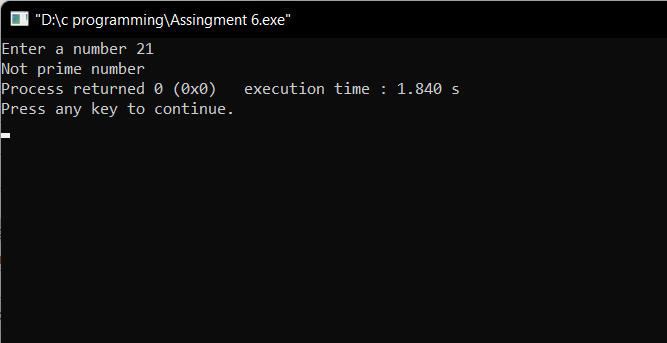 "D:\c programming\Assingment 6.exe"
Enter a number 21
Not prime number
Process returned 0 (0x0)   execution time : 1.840 s
Press any key to continue.